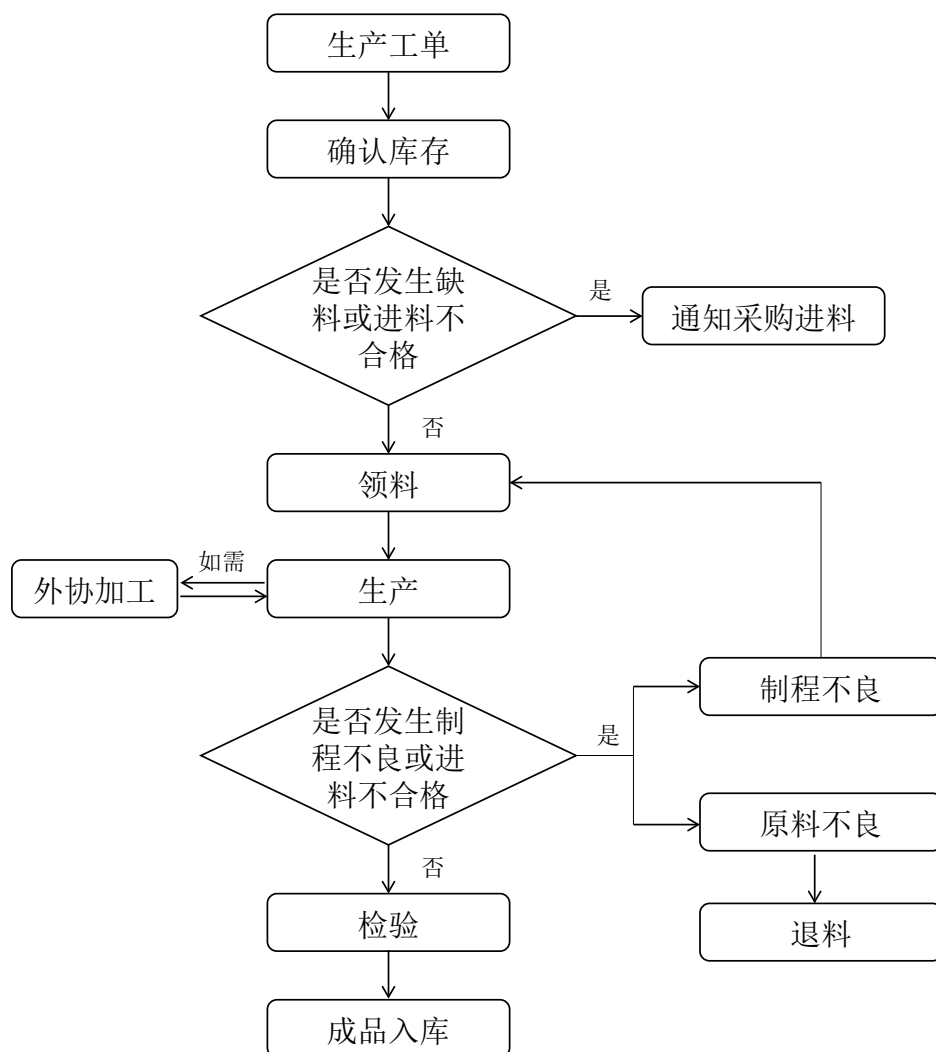 生产工单
确认库存
是否发生缺
料或进料不
合格
是
通知采购进料
否
领料
如需
外协加工
生产
制程不良
是否发生制
程不良或进
料不合格
是
原料不良
否
检验
退料
成品入库